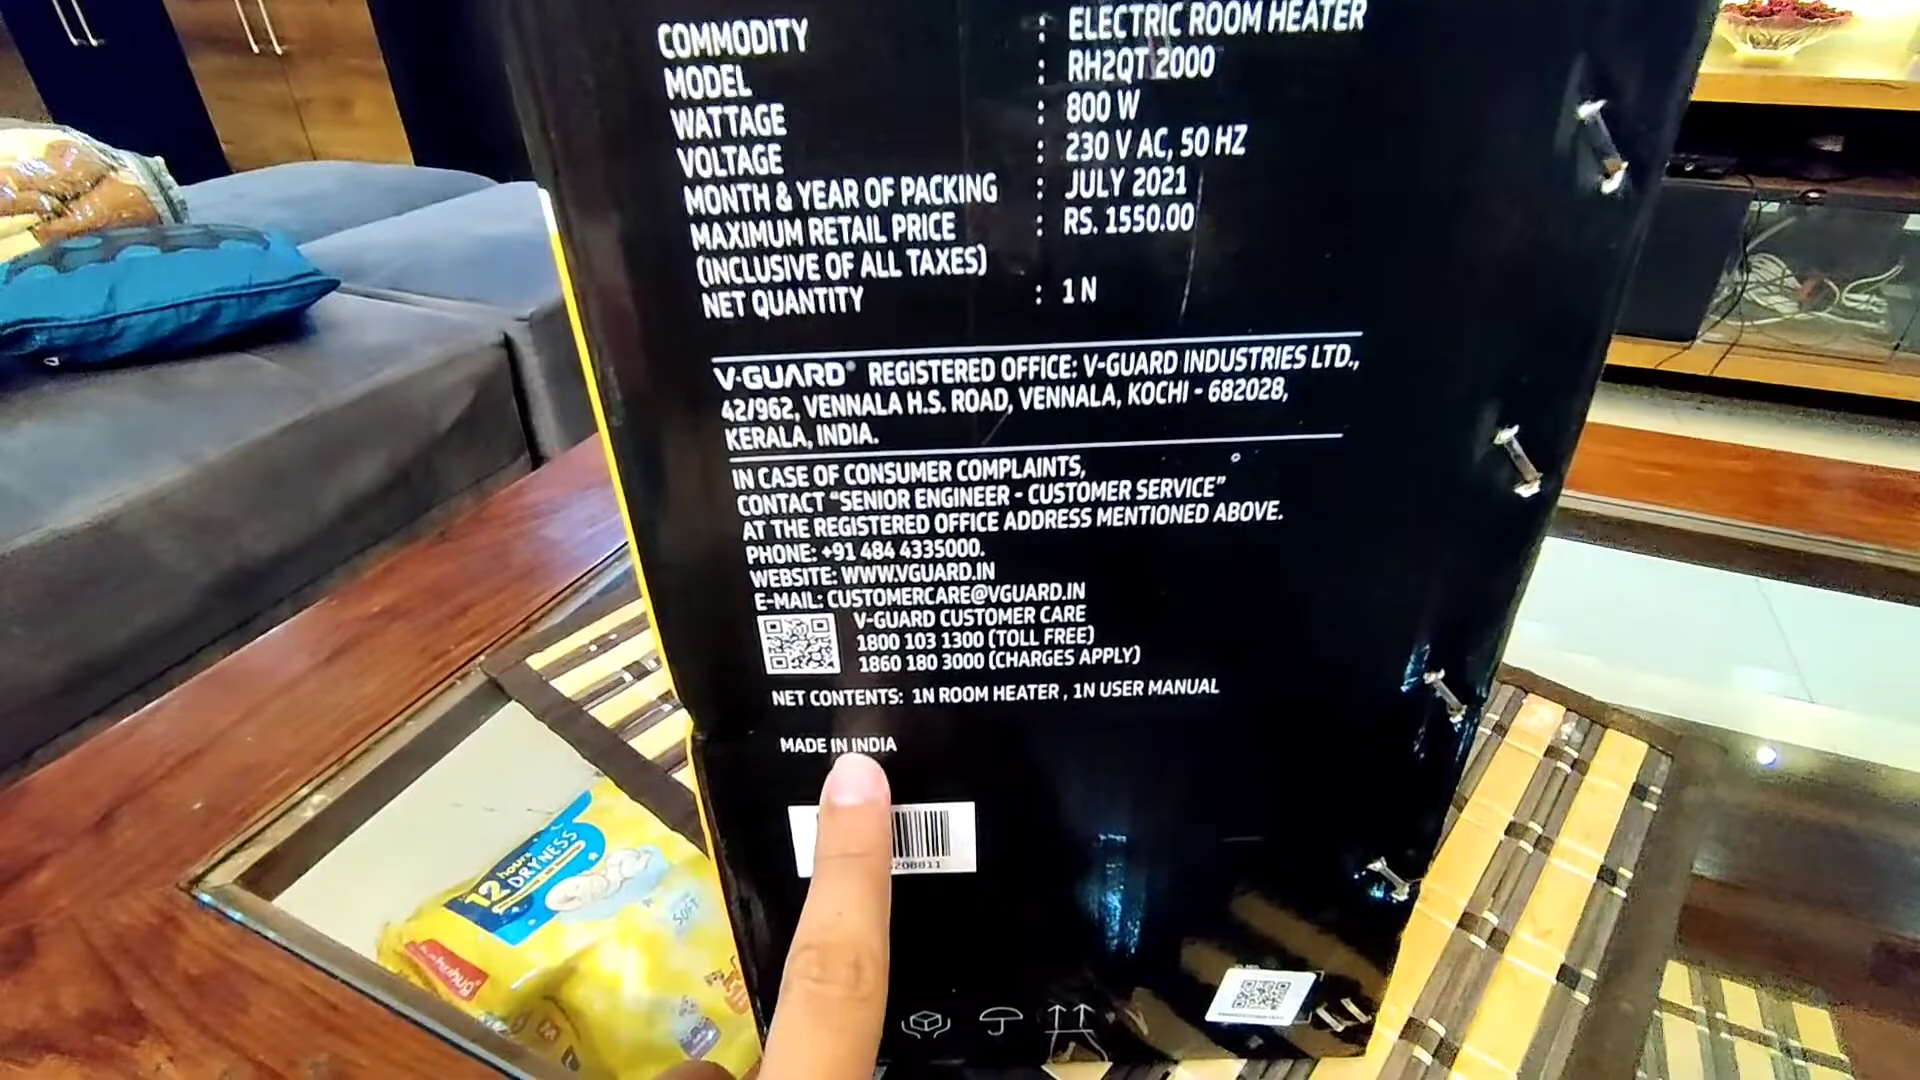 COMMODITY : ELECTRIC ROOM HEATER
MODEL : RH2QT 2000
WATTAGE : 800 W
VOLTAGE : 230 V AC, 50 HZ
MONTH & YEAR OF PACKING : JULY 2021
MAXIMUM RETAIL PRICE : RS. 1550.00
(INCLUSIVE OF ALL TAXES)
NET QUANTITY : 1 N
V-GUARD® REGISTERED OFFICE: V-GUARD INDUSTRIES LTD.,
42/962, VENNALA H.S. ROAD, VENNALA, KOCHI - 682028,
KERALA, INDIA.
IN CASE OF CONSUMER COMPLAINTS,
CONTACT "SENIOR ENGINEER - CUSTOMER SERVICE"
AT THE REGISTERED OFFICE ADDRESS MENTIONED ABOVE.
PHONE: +91 484 4335000.
WEBSITE: WWW.VGUARD.IN
E-MAIL: CUSTOMERCARE@VGUARD.IN
V-GUARD CUSTOMER CARE
1800 103 1300 (TOLL FREE)
1860 180 3000 (CHARGES APPLY)
NET CONTENTS: 1N ROOM HEATER , 1N USER MANUAL
MADE IN INDIA
208811
12 hours
DRYNESS
SOFT